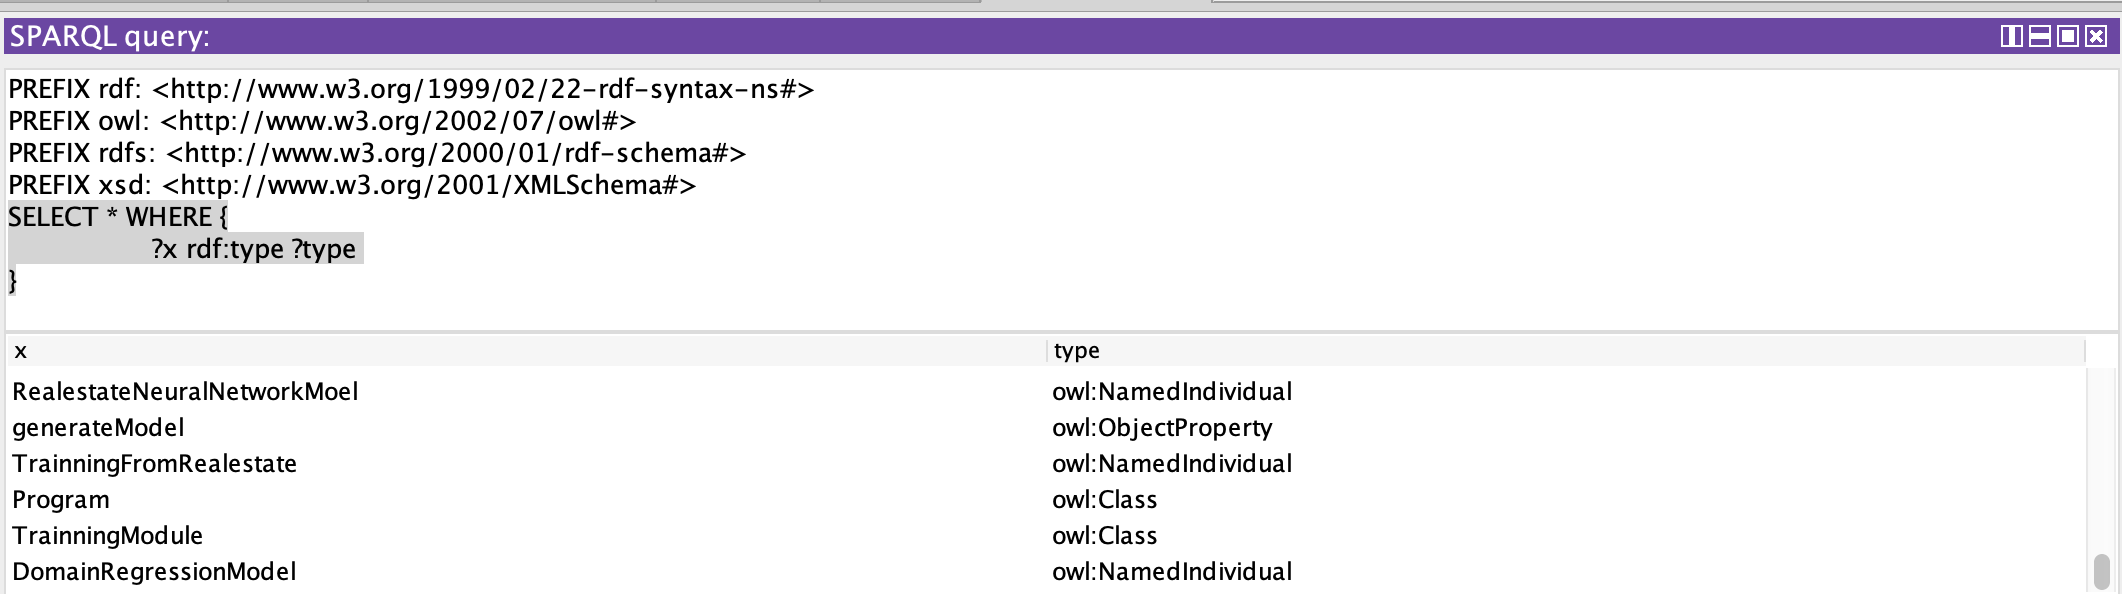 SPARQL query:
PREFIX rdf: <http://www.w3.org/1999/02/22-rdf-syntax-ns#>
PREFIX owl: <http://www.w3.org/2002/07/owl#>
PREFIX rdfs: <http://www.w3.org/2000/01/rdf-schema#>
PREFIX xsd: <http://www.w3.org/2001/XMLSchema#>
SELECT * WHERE {
?x rdf:type ?type
}
x type
RealestateNeuralNetworkMoel owl:NamedIndividual
generateModel owl:ObjectProperty
TrainningFromRealestate owl:NamedIndividual
Program owl:Class
TrainningModule owl:Class
DomainRegressionModel owl:NamedIndividual